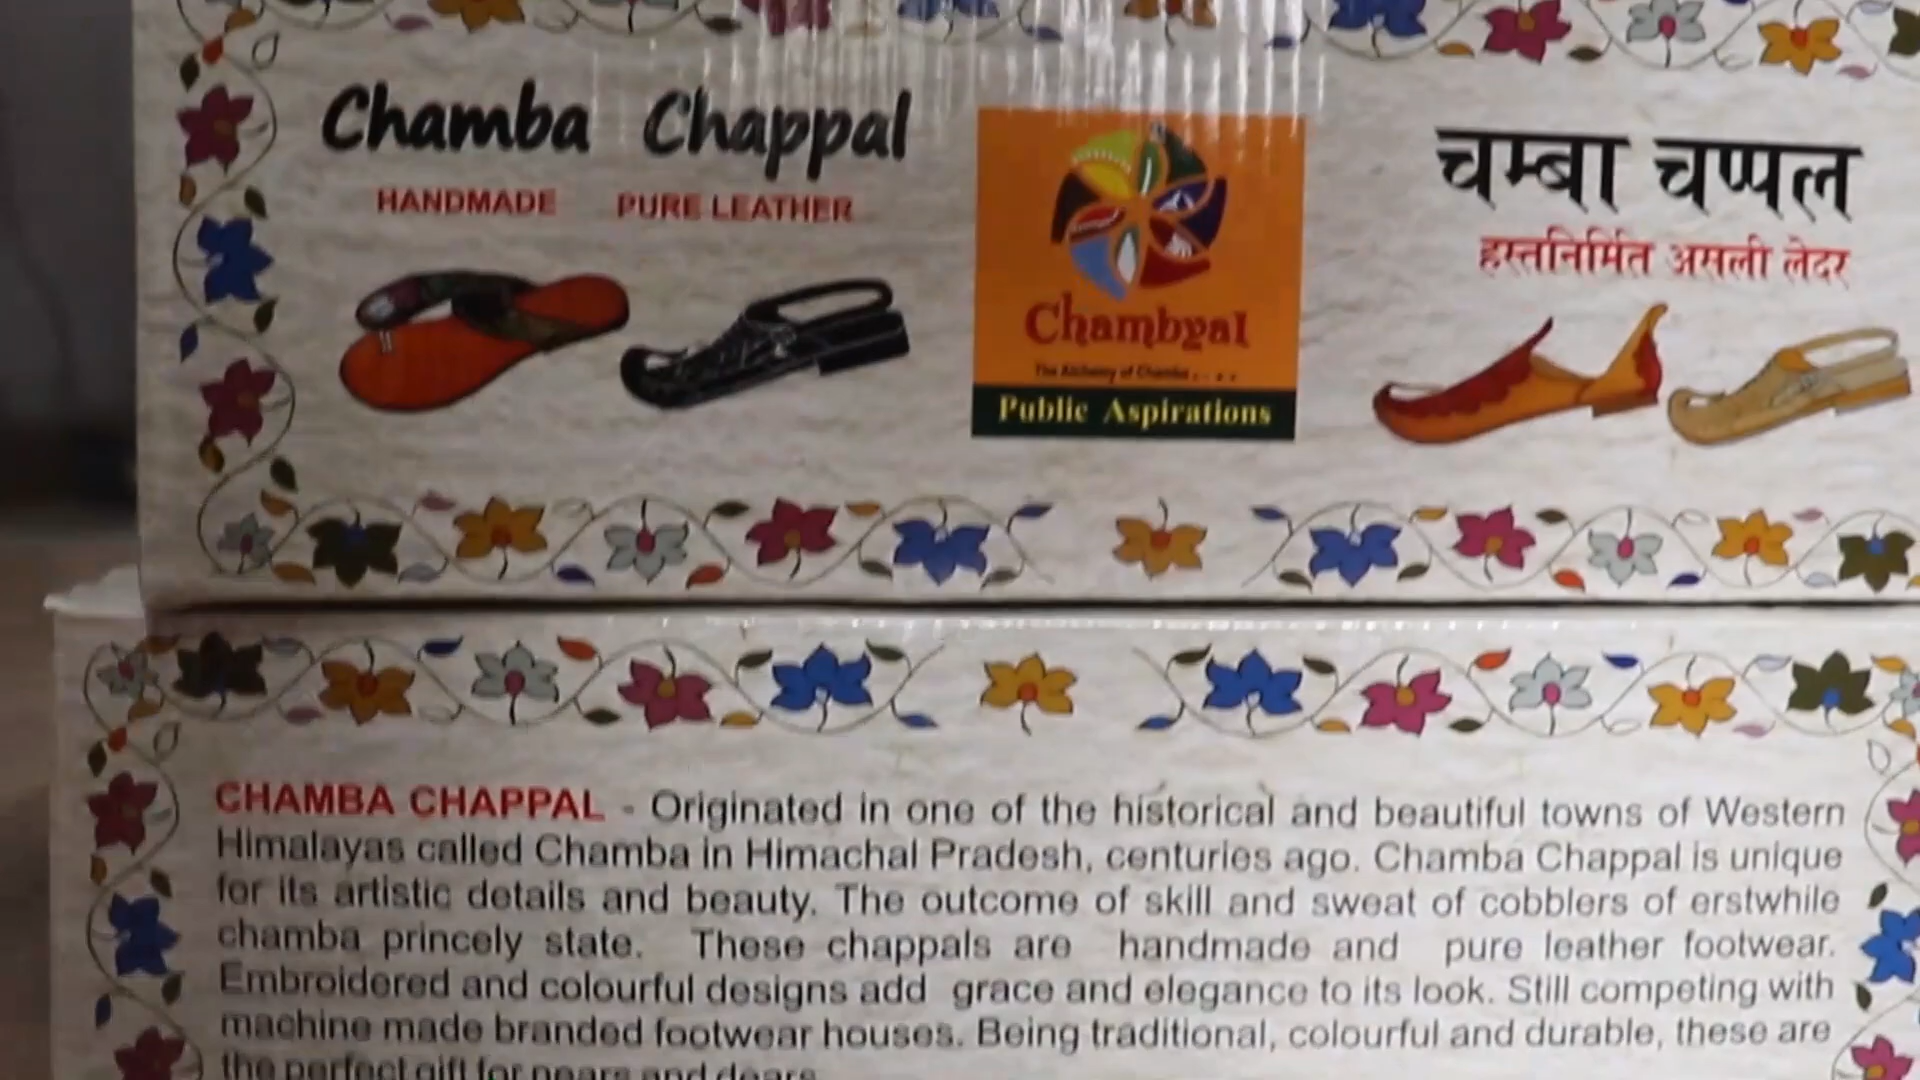 Chamba Chappal
HANDMADE PURE LEATHER
Chambyal
The Alchemy of Chamba
Public Aspirations
चम्बा चप्पल
हस्तनिर्मित असली लेदर
CHAMBA CHAPPAL - Originated in one of the historical and beautiful towns of Western
Himalayas called Chamba in Himachal Pradesh, centuries ago. Chamba Chappal is unique
for its artistic details and beauty. The outcome of skill and sweat of cobblers of erstwhile
chamba princely state. These chappals are handmade and pure leather footwear.
Embroidered and colourful designs add grace and elegance to its look. Still competing with
machine made branded footwear houses. Being traditional, colourful and durable, these are
the perfect gift for nears and dears